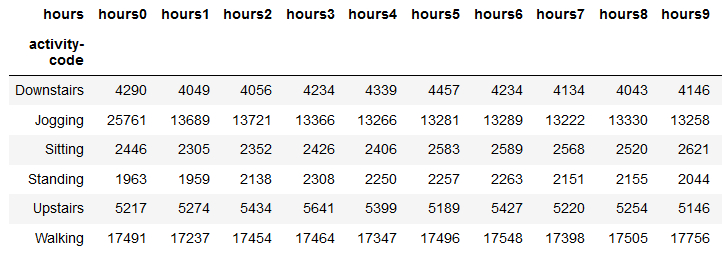 hours hours0 hours1 hours2 hours3 hours4 hours5 hours6 hours7 hours8 hours9
activity-
code
Downstairs 4290 4049 4056 4234 4339 4457 4234 4134 4043 4146
Jogging 25761 13689 13721 13366 13266 13281 13289 13222 13330 13258
Sitting 2446 2305 2352 2426 2406 2583 2589 2568 2520 2621
Standing 1963 1959 2138 2308 2250 2257 2263 2151 2155 2044
Upstairs 5217 5274 5434 5641 5399 5189 5427 5220 5254 5146
Walking 17491 17237 17454 17464 17347 17496 17548 17398 17505 17756